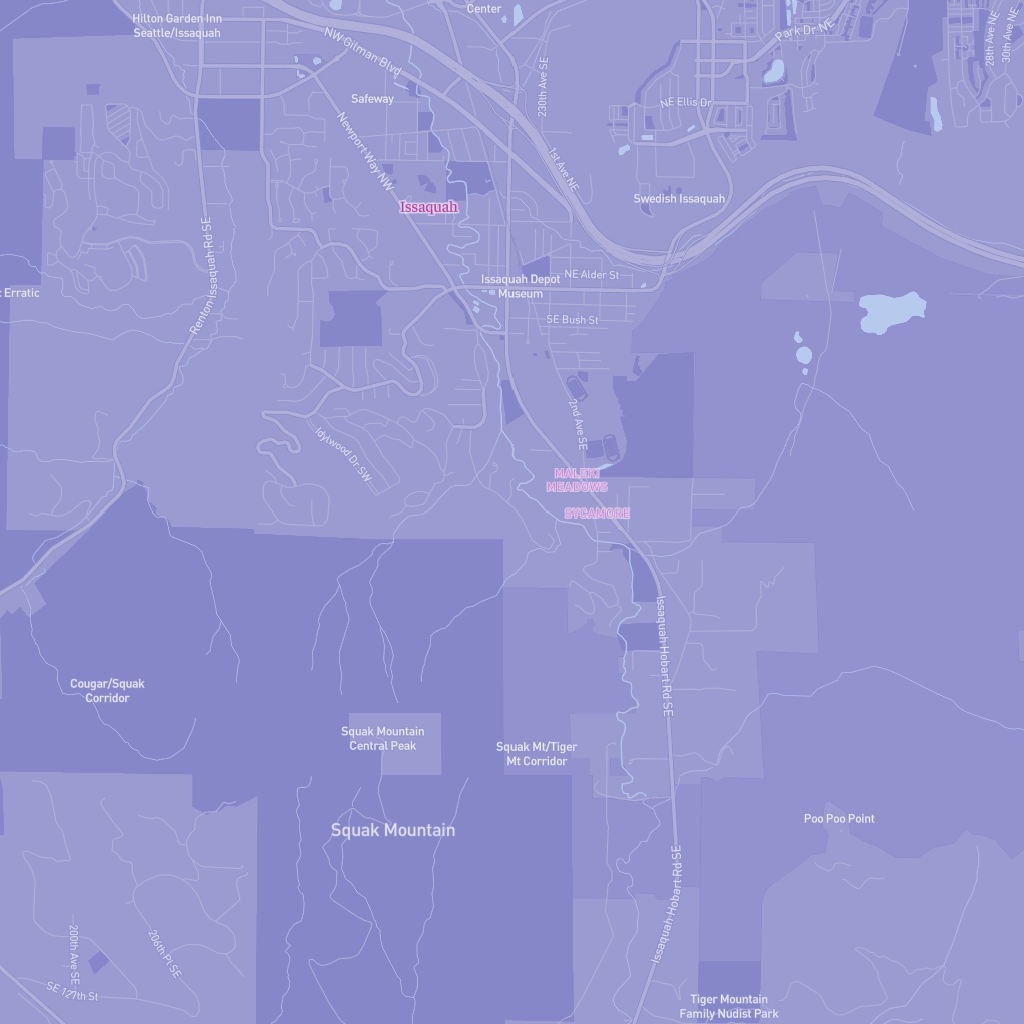 Center
Hilton Garden Inn
Seattle/Issaquah
NW Gilman Blvd
Park Dr NE
28th Ave NE
30th Ave NE
230th Ave SE
Safeway
NE Ellis Dr
Newport Way NW
1st Ave NE
Swedish Issaquah
Issaquah
Renton Issaquah Rd SE
Issaquah Depot
Museum
NE Alder St
Erratic
SE Bush St
2nd Ave SE
Idylwood Dr SW
MALEKI
MEADOWS
SYCAMORE
Issaquah Hobart Rd SE
Cougar/Squak
Corridor
Squak Mountain
Central Peak
Squak Mt/Tiger
Mt Corridor
Squak Mountain
Poo Poo Point
Issaquah Hobart Rd SE
200th Ave SE
206th Pl SE
SE 127th St
Tiger Mountain
Family Nudist Park